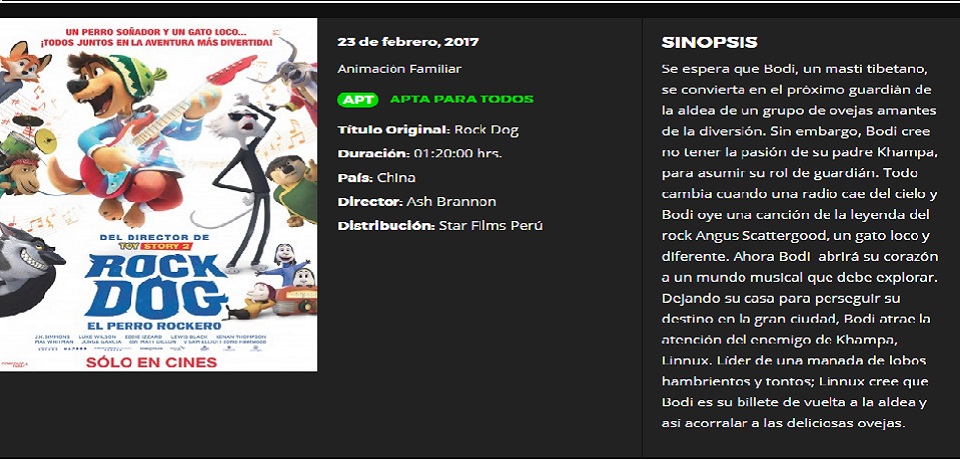 UN PERRO SOÑADOR Y UN GATO LOCO...
¡TODOS JUNTOS EN LA AVENTURA MÁS DIVERTIDA!
DEL DIRECTOR DE
TOY STORY 2
ROCK
DOG
EL PERRO ROCKERO
J.K. SIMMONS LUKE WILSON EDDIE IZZARD LEWIS BLACK KENAN THOMPSON
MAE WHITMAN JORGE GARCIA MATT DILLON SAM ELLIOTT
SÓLO EN CINES
23 de febrero, 2017
Animación Familiar
APT APTA PARA TODOS
Título Original: Rock Dog
Duración: 01:20:00 hrs.
País: China
Director: Ash Brannon
Distribución: Star Films Perú
SINOPSIS
Se espera que Bodi, un masti tibetano,
se convierta en el próximo guardián de
la aldea de un grupo de ovejas amantes
de la diversión. Sin embargo, Bodi cree
no tener la pasión de su padre Khampa,
para asumir su rol de guardián. Todo
cambia cuando una radio cae del cielo y
Bodi oye una canción de la leyenda del
rock Angus Scattergood, un gato loco y
diferente. Ahora Bodi abrirá su corazón
a un mundo musical que debe explorar.
Dejando su casa para perseguir su
destino en la gran ciudad, Bodi atrae la
atención del enemigo de Khampa,
Linnux. Líder de una manada de lobos
hambrientos y tontos; Linnux cree que
Bodi es su billete de vuelta a la aldea y
así acorralar a las deliciosas ovejas.